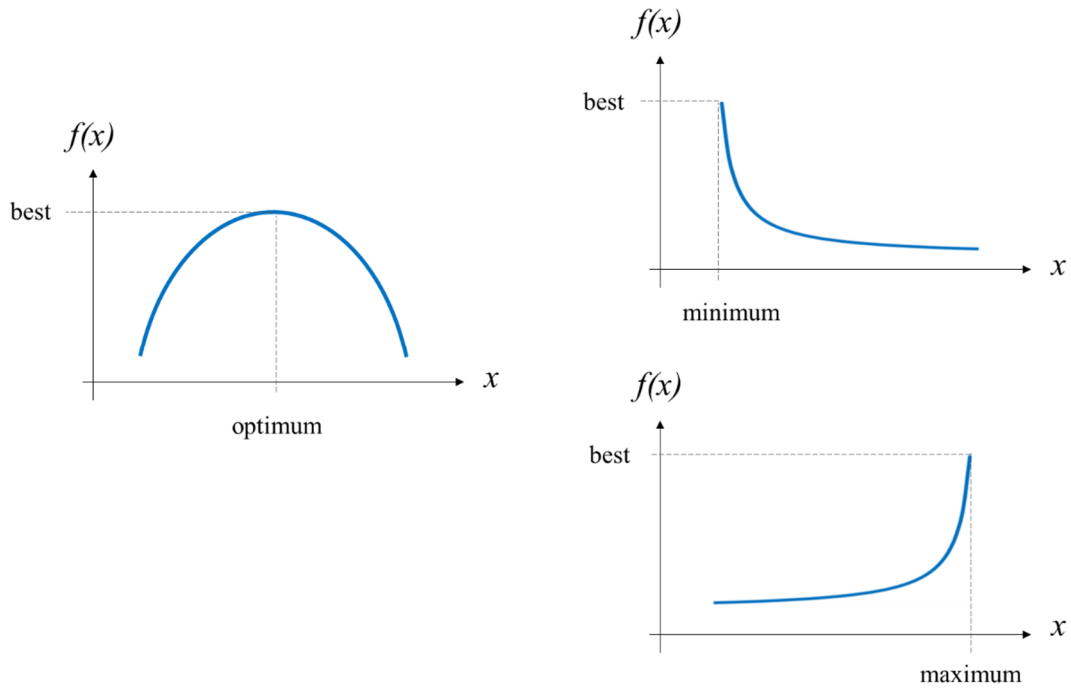 f(x)
best
x
optimum
f(x)
best
x
minimum
f(x)
best
x
maximum